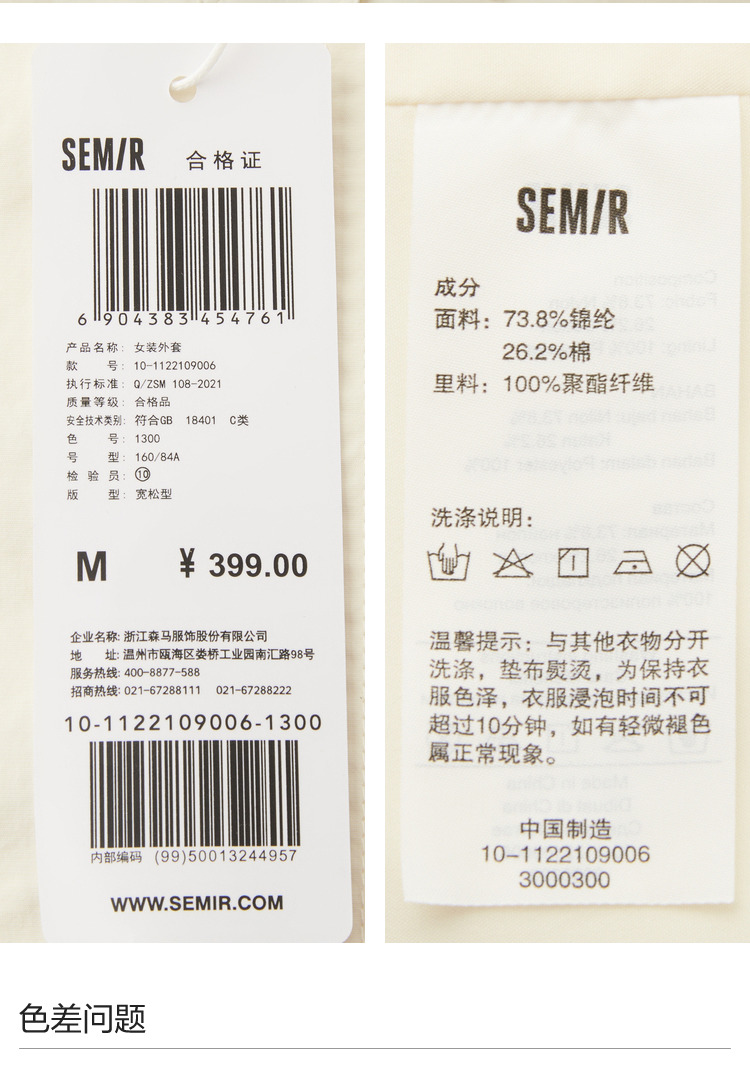 SEMIR 合格证
6 904383 454761
产品名称: 女装外套
款 号: 10-1122109006
执行标准: Q/ZSM 108-2021
质量等级: 合格品
安全技术类别: 符合GB 18401 C类
色 号: 1300
号 型: 160/84A
检 验 员: ⑩
版 型: 宽松型
M ¥ 399.00
企业名称: 浙江森马服饰股份有限公司
地 址: 温州市瓯海区娄桥工业园南汇路98号
服务热线: 400-8877-588
招商热线: 021-67288111 021-67288222
10-1122109006-1300
内部编码 (99)50013244957
WWW.SEMIR.COM
SEMIR
成分
面料: 73.8%锦纶
26.2%棉
里料: 100%聚酯纤维
洗涤说明:
温馨提示: 与其他衣物分开
洗涤，垫布熨烫，为保持衣
服色泽，衣服浸泡时间不可
超过10分钟，如有轻微褪色
属正常现象。
中国制造
10-1122109006
3000300
色差问题